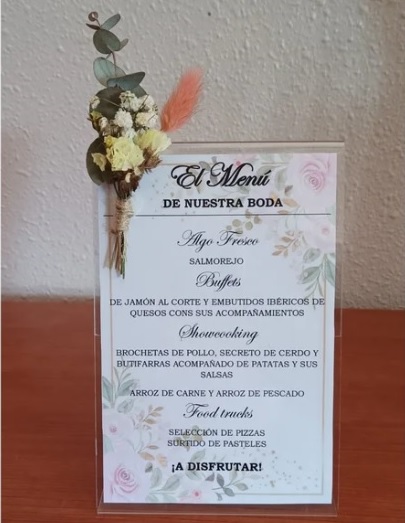 El Menú
DE NUESTRA BODA
Algo Fresco
SALMOREJO
Buffets
DE JAMÓN AL CORTE Y EMBUTIDOS IBÉRICOS DE
QUESOS CONS SUS ACOMPAÑAMIENTOS
Showcooking
BROCHETAS DE POLLO, SECRETO DE CERDO Y
BUTIFARRAS ACOMPAÑADO DE PATATAS Y SUS
SALSAS
ARROZ DE CARNE Y ARROZ DE PESCADO
Food trucks
SELECCIÓN DE PIZZAS
SURTIDO DE PASTELES
¡A DISFRUTAR!